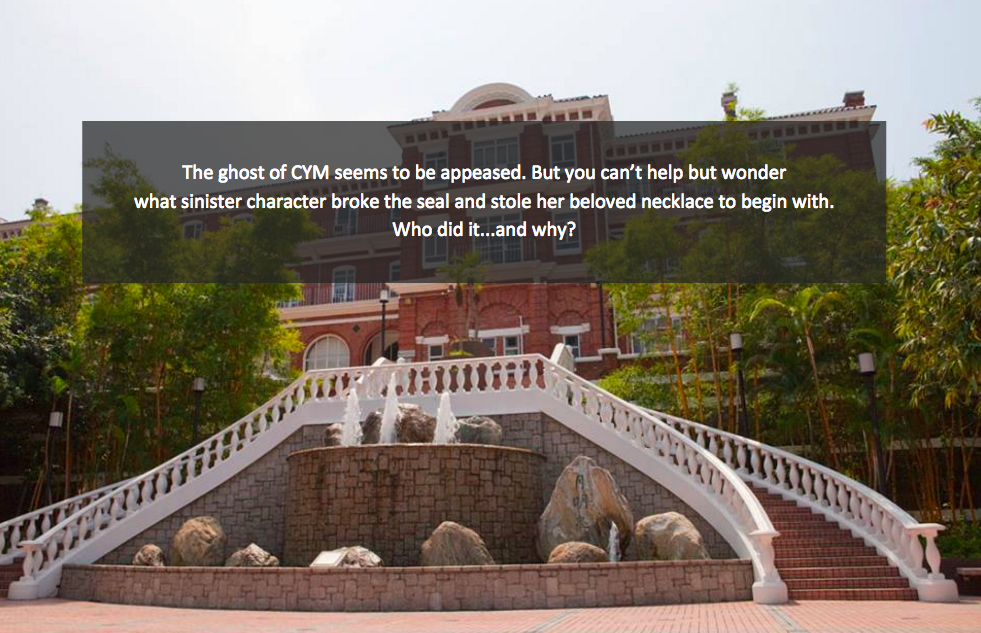 The ghost of CYM seems to be appeased. But you can’t help but wonder
what sinister character broke the seal and stole her beloved necklace to begin with.
Who did it...and why?